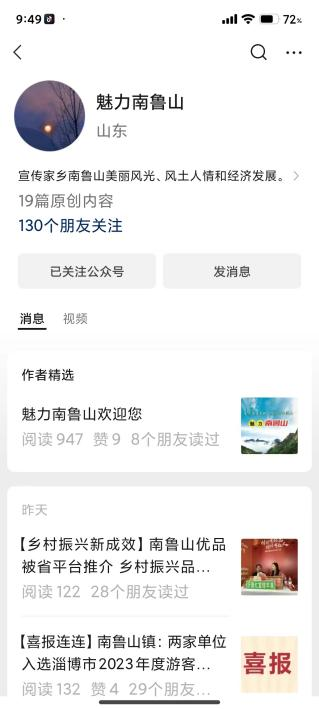 9:49
72%
魅力南鲁山
山东
宣传家乡南鲁山美丽风光、风土人情和经济发展。
19篇原创内容
130个朋友关注
已关注公众号
发消息
消息
视频
作者精选
魅力南鲁山欢迎您
阅读 947 赞 9 8个朋友读过
魅力 南鲁山
昨天
【乡村振兴新成效】南鲁山优品
被省平台推介 乡村振兴品...
阅读 122 28个朋友读过
【喜报连连】南鲁山镇：两家单位
入选淄博市2023年度游客...
阅读 132 赞 4 29个朋友...
喜报